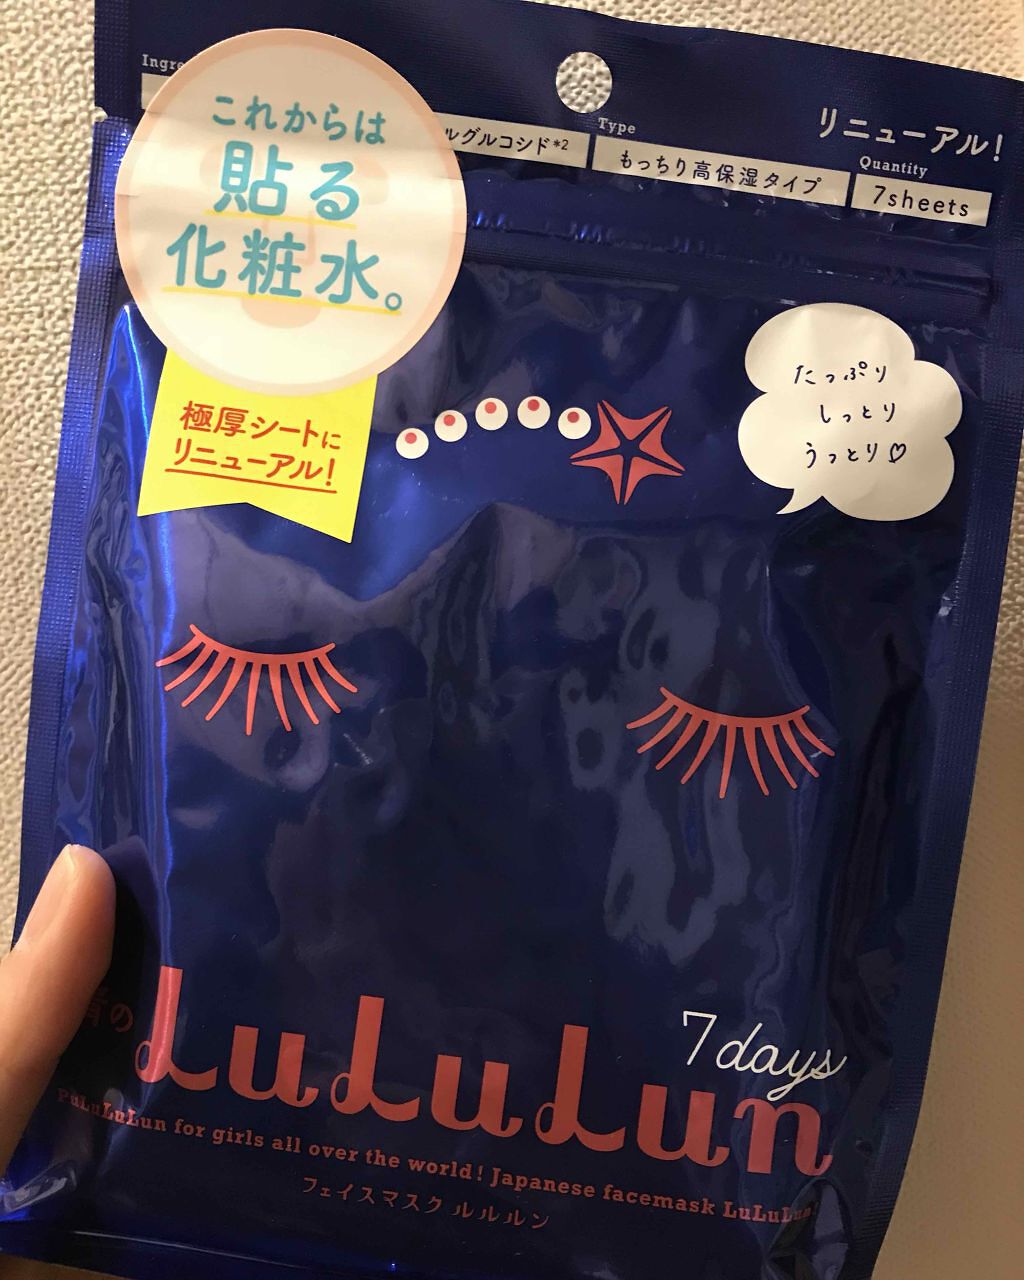 これからは
貼る
化粧水。
極厚シートに
リニューアル!
ルグルコシド*2
Type
もっちり高保湿タイプ
リニューアル!
Quantity
7sheets
たっぷり
しっとり
うっとり♡
青の
LuLuLun
7days
PuLuLuLun for girls all over the world! Japanese facemask LuLuLun!
フェイスマスク ルルルン